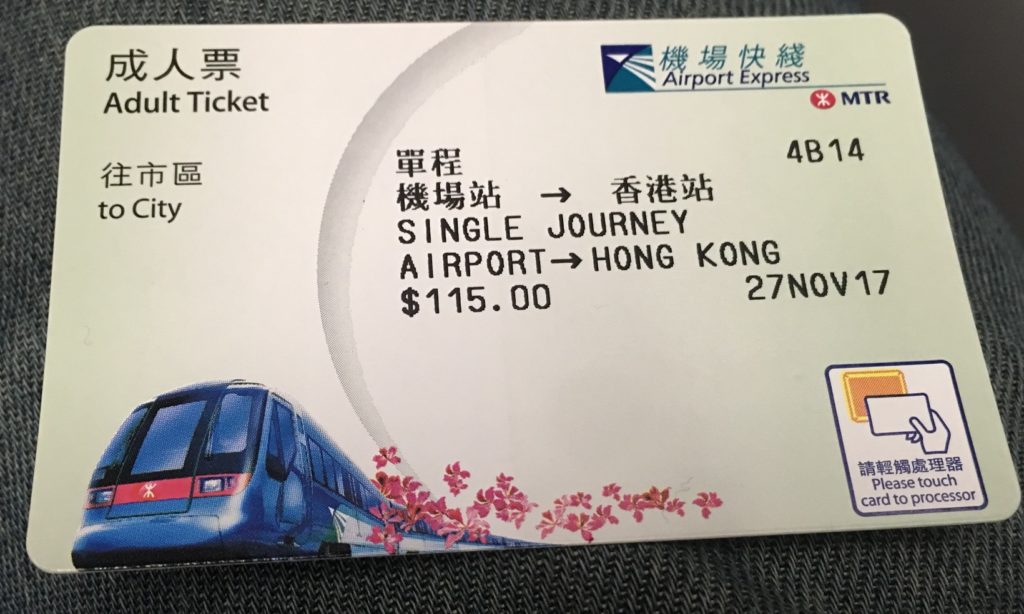 成人票
Adult Ticket
往市區
to City
機場快綫
Airport Express
MTR
單程
4B14
機場站 → 香港站
SINGLE JOURNEY
AIRPORT→HONG KONG
$115.00
27NOV17
請輕觸處理器
Please touch
card to processor